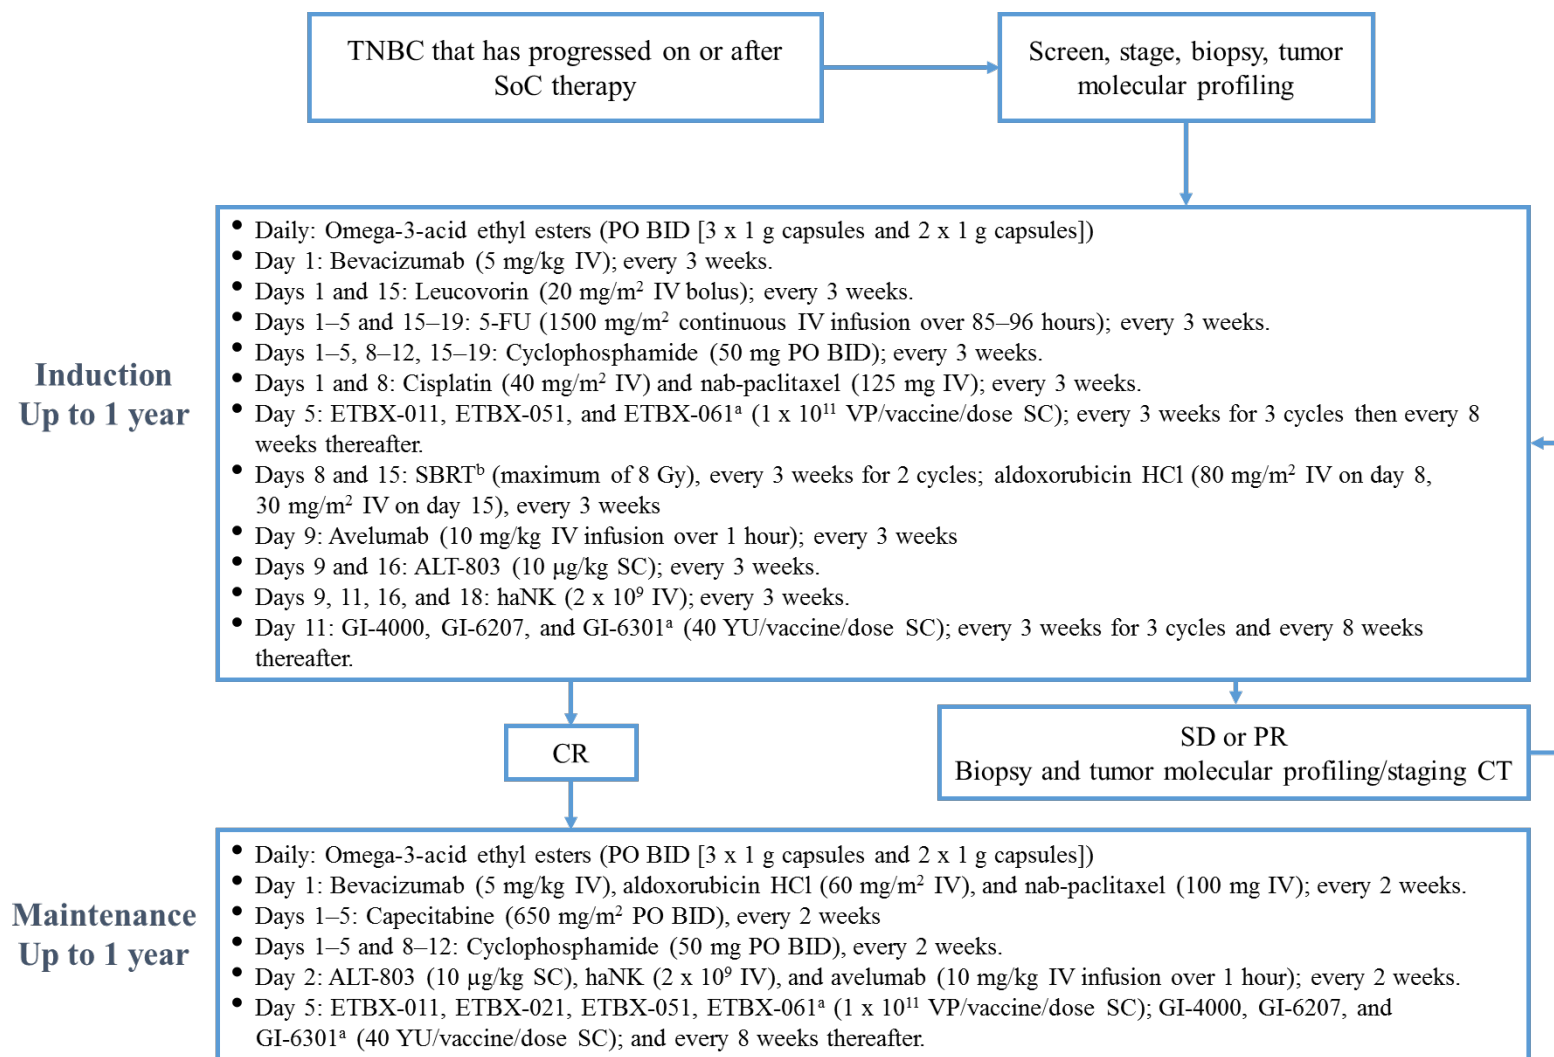 TNBC that has progressed on or after
SoC therapy
Screen, stage, biopsy, tumor
molecular profiling
Induction
Up to 1 year
• Daily: Omega-3-acid ethyl esters (PO BID [3 x 1 g capsules and 2 x 1 g capsules])
• Day 1: Bevacizumab (5 mg/kg IV); every 3 weeks.
• Days 1 and 15: Leucovorin (20 mg/m² IV bolus); every 3 weeks.
• Days 1–5 and 15–19: 5-FU (1500 mg/m² continuous IV infusion over 85–96 hours); every 3 weeks.
• Days 1–5, 8–12, 15–19: Cyclophosphamide (50 mg PO BID); every 3 weeks.
• Days 1 and 8: Cisplatin (40 mg/m² IV) and nab-paclitaxel (125 mg IV); every 3 weeks.
• Day 5: ETBX-011, ETBX-051, and ETBX-061ᵃ (1 x 10¹¹ VP/vaccine/dose SC); every 3 weeks for 3 cycles then every 8
weeks thereafter.
• Days 8 and 15: SBRTᵇ (maximum of 8 Gy), every 3 weeks for 2 cycles; aldoxorubicin HCl (80 mg/m² IV on day 8,
30 mg/m² IV on day 15), every 3 weeks
• Day 9: Avelumab (10 mg/kg IV infusion over 1 hour); every 3 weeks
• Days 9 and 16: ALT-803 (10 µg/kg SC); every 3 weeks.
• Days 9, 11, 16, and 18: haNK (2 x 10⁹ IV); every 3 weeks.
• Day 11: GI-4000, GI-6207, and GI-6301ᵃ (40 YU/vaccine/dose SC); every 3 weeks for 3 cycles and every 8 weeks
thereafter.
CR
SD or PR
Biopsy and tumor molecular profiling/staging CT
Maintenance
Up to 1 year
• Daily: Omega-3-acid ethyl esters (PO BID [3 x 1 g capsules and 2 x 1 g capsules])
• Day 1: Bevacizumab (5 mg/kg IV), aldoxorubicin HCl (60 mg/m² IV), and nab-paclitaxel (100 mg IV); every 2 weeks.
• Days 1–5: Capecitabine (650 mg/m² PO BID), every 2 weeks
• Days 1–5 and 8–12: Cyclophosphamide (50 mg PO BID), every 2 weeks.
• Day 2: ALT-803 (10 µg/kg SC), haNK (2 x 10⁹ IV), and avelumab (10 mg/kg IV infusion over 1 hour); every 2 weeks.
• Day 5: ETBX-011, ETBX-021, ETBX-051, ETBX-061ᵃ (1 x 10¹¹ VP/vaccine/dose SC); GI-4000, GI-6207, and
GI-6301ᵃ (40 YU/vaccine/dose SC); and every 8 weeks thereafter.